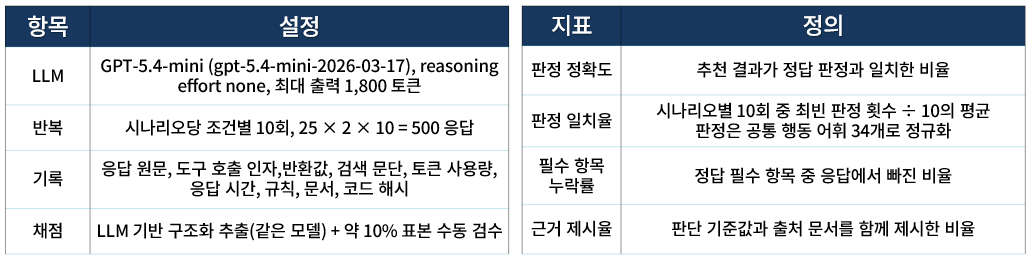 항목 설정
LLM
GPT-5.4-mini (gpt-5.4-mini-2026-03-17), reasoning
effort none, 최대 출력 1,800 토큰
반복
시나리오당 조건별 10회, 25 × 2 × 10 = 500 응답
기록
응답 원문, 도구 호출 인자,반환값, 검색 문단, 토큰 사용량,
응답 시간, 규칙, 문서, 코드 해시
채점
LLM 기반 구조화 추출(같은 모델) + 약 10% 표본 수동 검수
지표 정의
판정 정확도
추천 결과가 정답 판정과 일치한 비율
판정 일치율
시나리오별 10회 중 최빈 판정 횟수 ÷ 10의 평균
판정은 공통 행동 어휘 34개로 정규화
필수 항목
누락률
정답 필수 항목 중 응답에서 빠진 비율
근거 제시율
판단 기준값과 출처 문서를 함께 제시한 비율